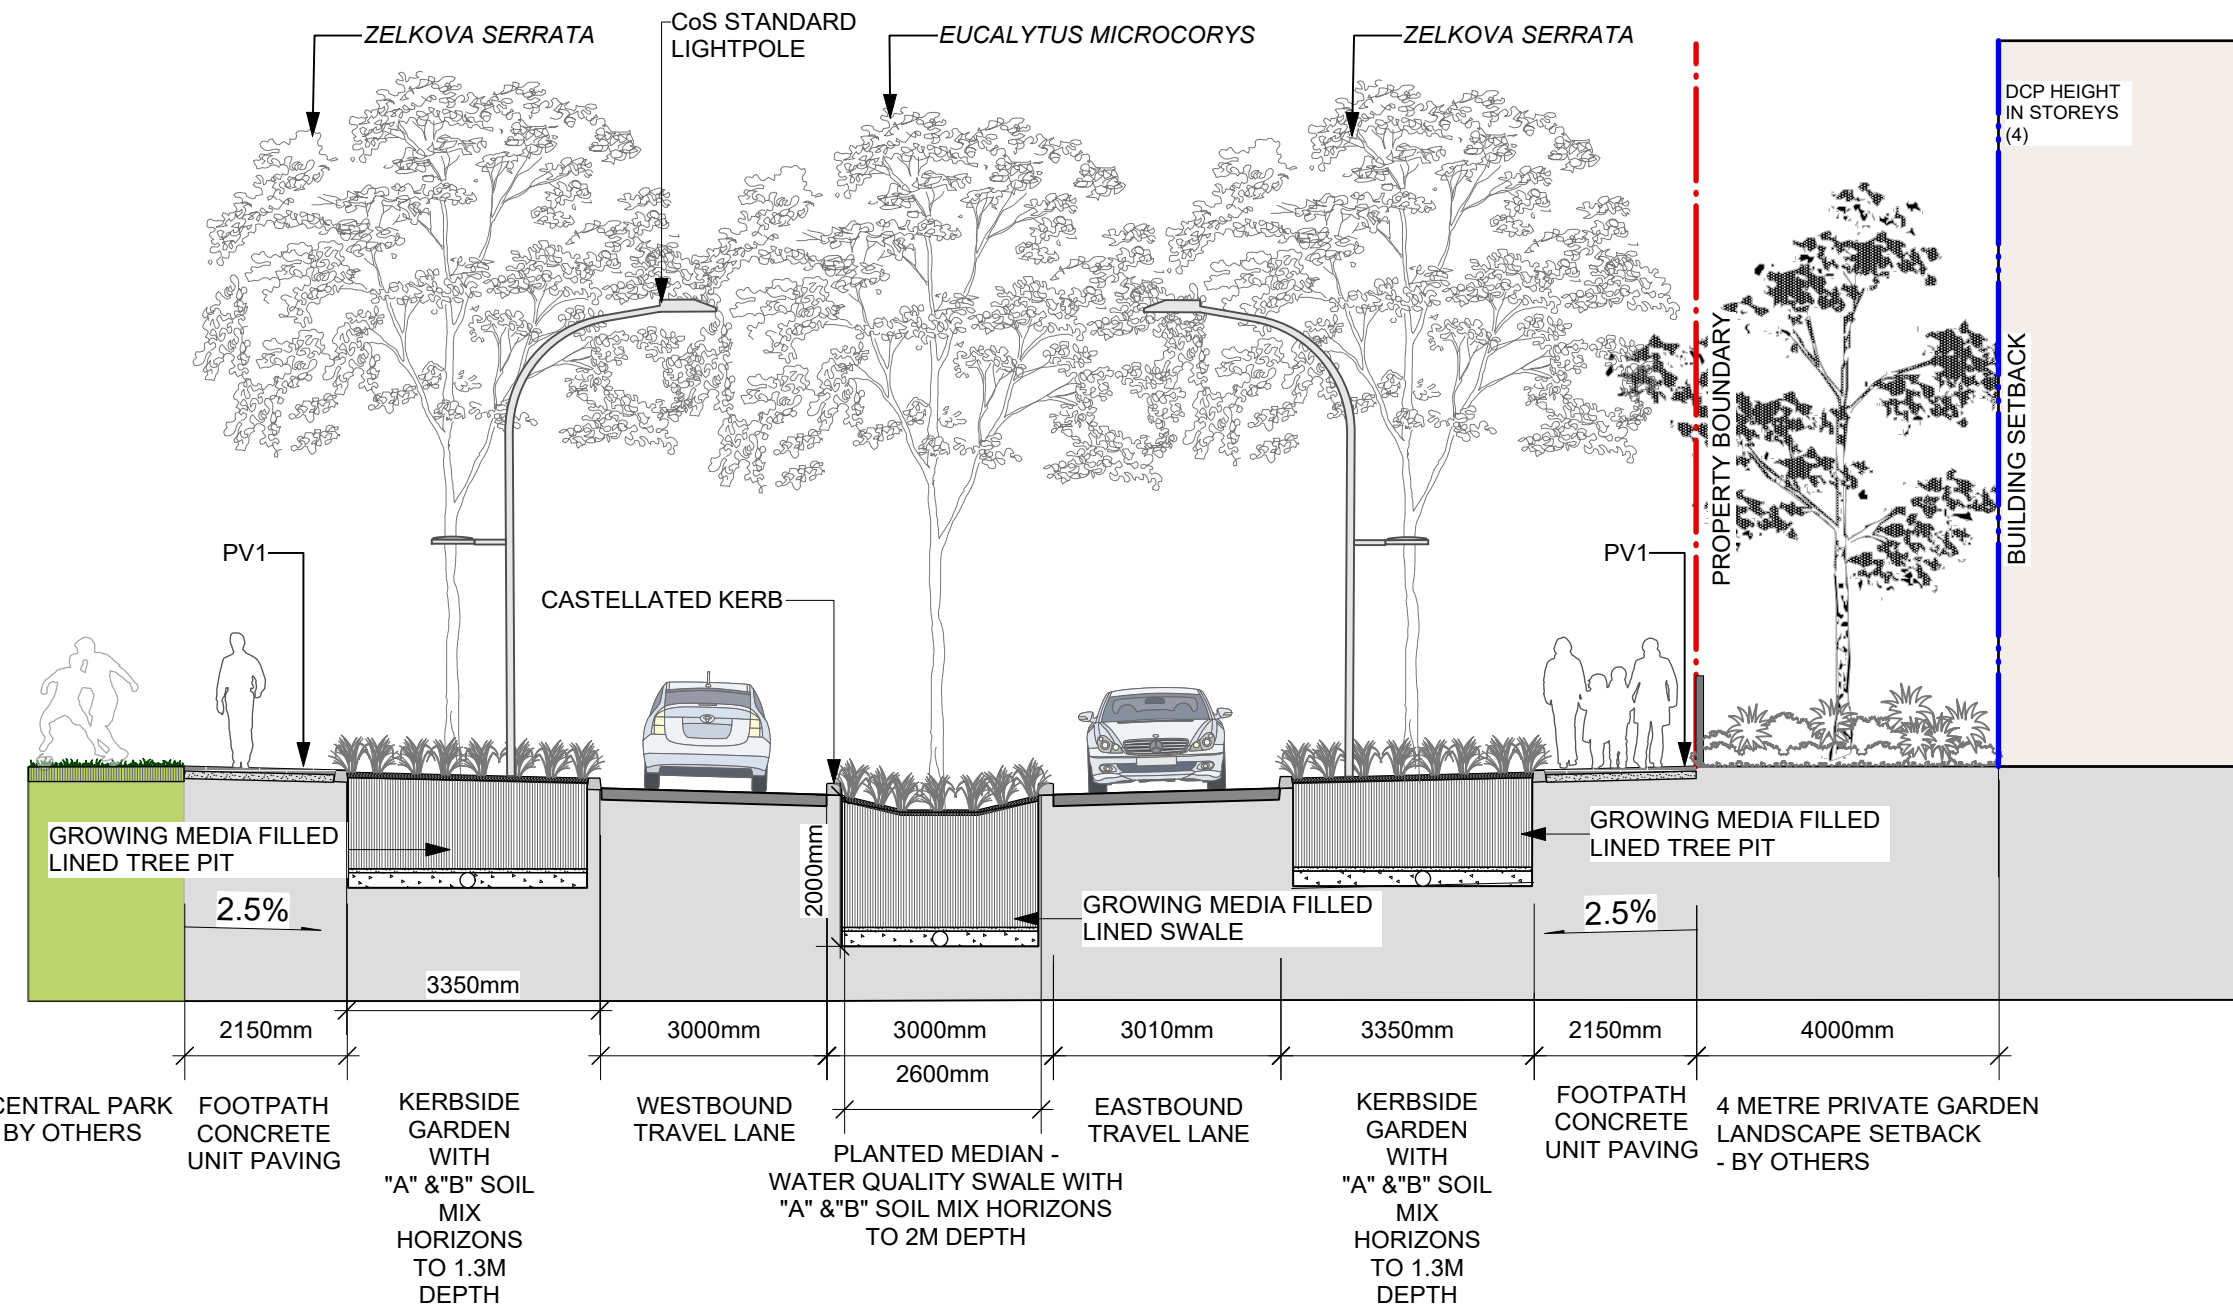 ZELKOVA SERRATA
CoS STANDARD
LIGHTPOLE
EUCALYTUS MICROCORYS
ZELKOVA SERRATA
DCP HEIGHT
IN STOREYS
(4)
PROPERTY BOUNDARY
BUILDING SETBACK
PV1
PV1
CASTELLATED KERB
GROWING MEDIA FILLED
LINED TREE PIT
2000mm
GROWING MEDIA FILLED
LINED TREE PIT
GROWING MEDIA FILLED
LINED SWALE
2.5%
2.5%
3350mm
2150mm
3000mm
3000mm
3010mm
3350mm
2150mm
4000mm
2600mm
CENTRAL PARK
BY OTHERS
FOOTPATH
CONCRETE
UNIT PAVING
KERBSIDE
GARDEN
WITH
"A" &"B" SOIL
MIX
HORIZONS
TO 1.3M
DEPTH
WESTBOUND
TRAVEL LANE
PLANTED MEDIAN -
WATER QUALITY SWALE WITH
"A" &"B" SOIL MIX HORIZONS
TO 2M DEPTH
EASTBOUND
TRAVEL LANE
KERBSIDE
GARDEN
WITH
"A" &"B" SOIL
MIX
HORIZONS
TO 1.3M
DEPTH
FOOTPATH
CONCRETE
UNIT PAVING
4 METRE PRIVATE GARDEN
LANDSCAPE SETBACK
- BY OTHERS